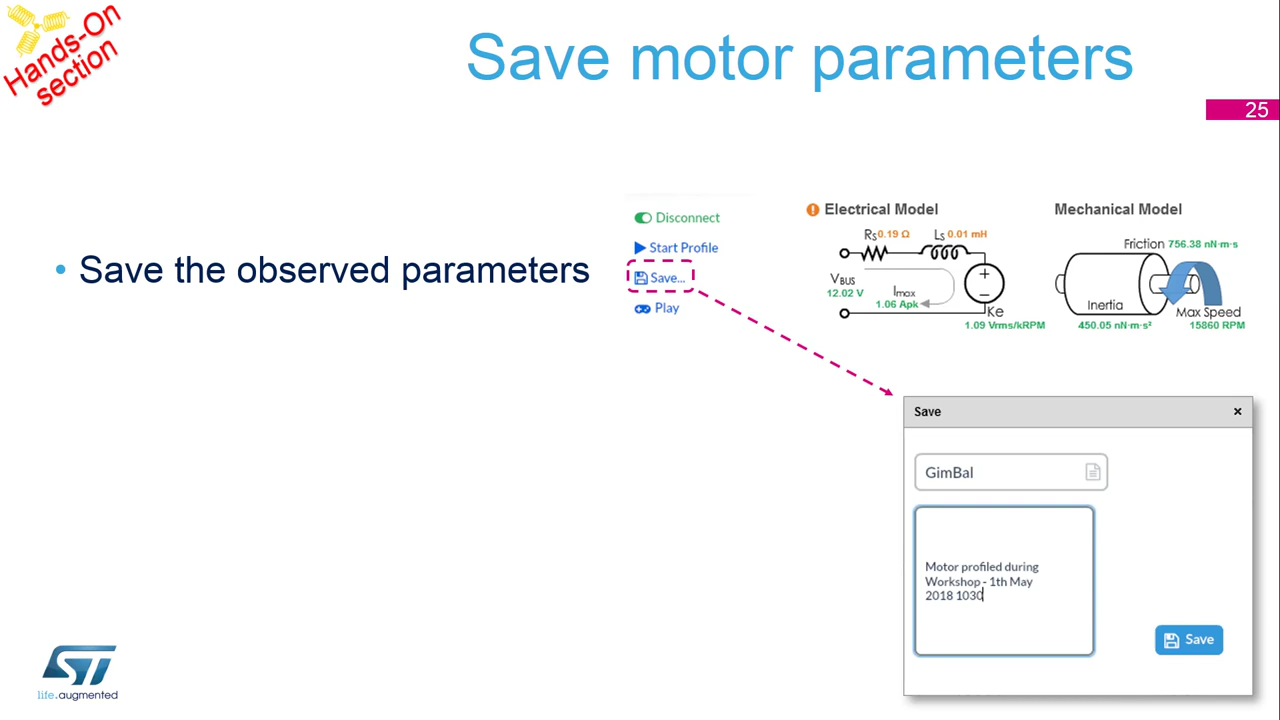 Hands-On
section
Save motor parameters
25
• Save the observed parameters
Disconnect
Start Profile
Save...
Play
Electrical Model
Rs 0.19 Ω
Ls 0.01 mH
VBUS
12.02 V
Imax
1.06 Apk
Ke
1.09 Vrms/kRPM
Mechanical Model
Friction 756.38 nN·m·s
Inertia
450.05 nN·m·s²
Max Speed
15860 RPM
Save
GimBal
Motor profiled during
Workshop - 1th May
2018 1030
Save
ST
life.augmented